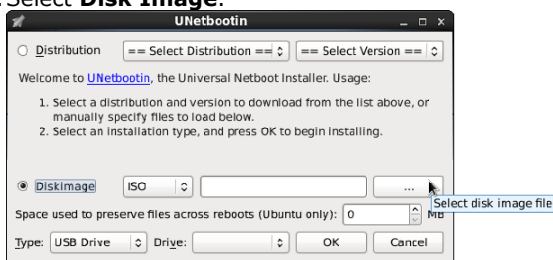 Select Disk Image.
UNetbootin
Distribution == Select Distribution == == Select Version ==
Welcome to UNetbootin, the Universal Netboot Installer. Usage:
1. Select a distribution and version to download from the list above, or
manually specify files to load below.
2. Select an installation type, and press OK to begin installing.
DiskImage ISO ...
Select disk image file
Space used to preserve files across reboots (Ubuntu only): 0 MB
Type: USB Drive Drive: OK Cancel